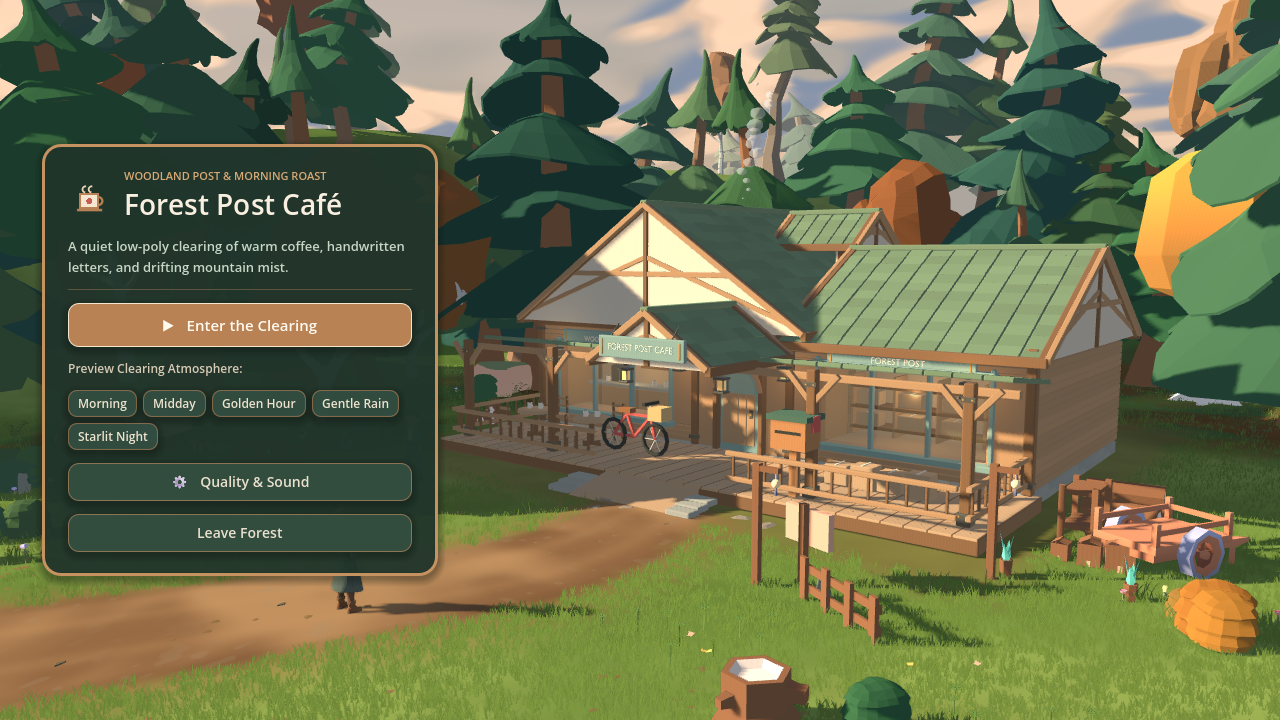 WOODLAND POST & MORNING ROAST
Forest Post Café
A quiet low-poly clearing of warm coffee, handwritten
letters, and drifting mountain mist.
Enter the Clearing
Preview Clearing Atmosphere:
Morning
Midday
Golden Hour
Gentle Rain
Starlit Night
Quality & Sound
Leave Forest
FOREST POST CAFE
FOREST POST